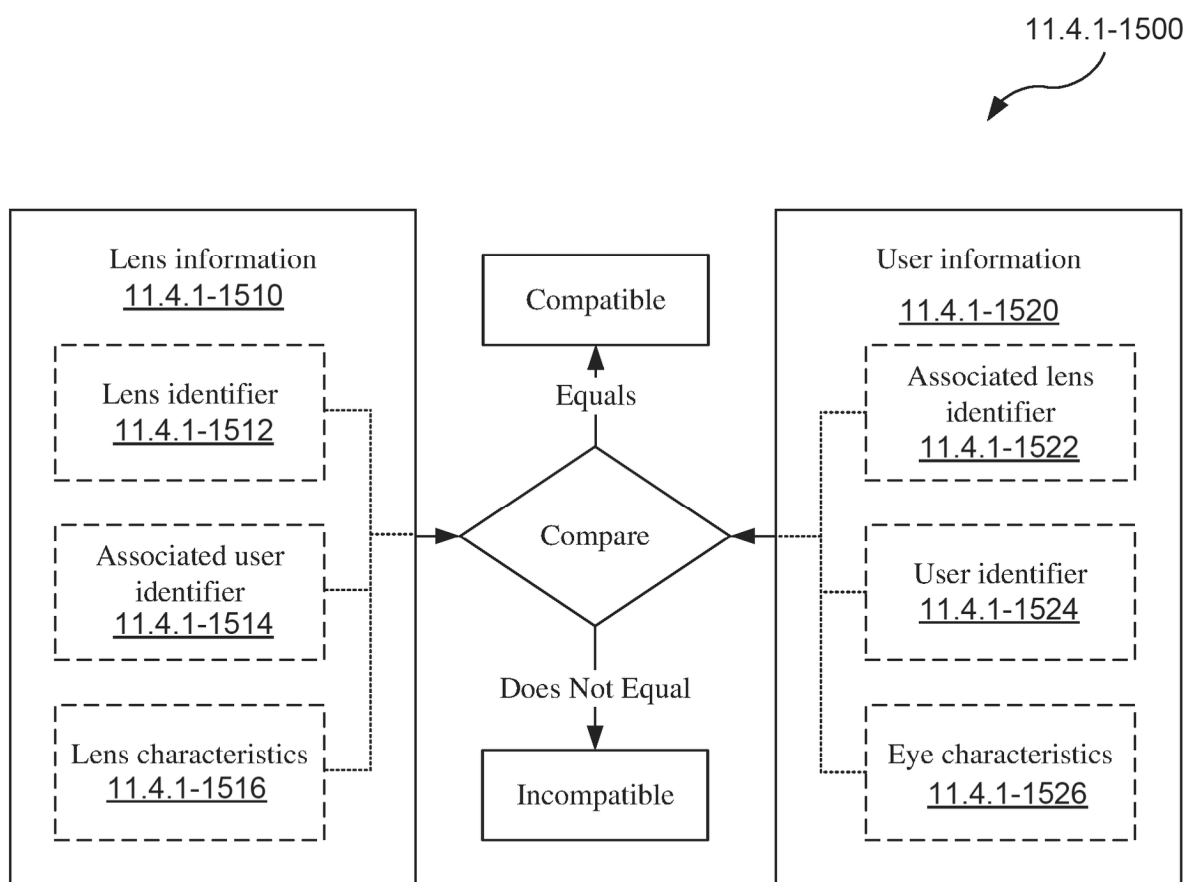 11.4.1-1500
Lens information
11.4.1-1510
Lens identifier
11.4.1-1512
Associated user
identifier
11.4.1-1514
Lens characteristics
11.4.1-1516
Compatible
Equals
Compare
Does Not Equal
Incompatible
User information
11.4.1-1520
Associated lens
identifier
11.4.1-1522
User identifier
11.4.1-1524
Eye characteristics
11.4.1-1526